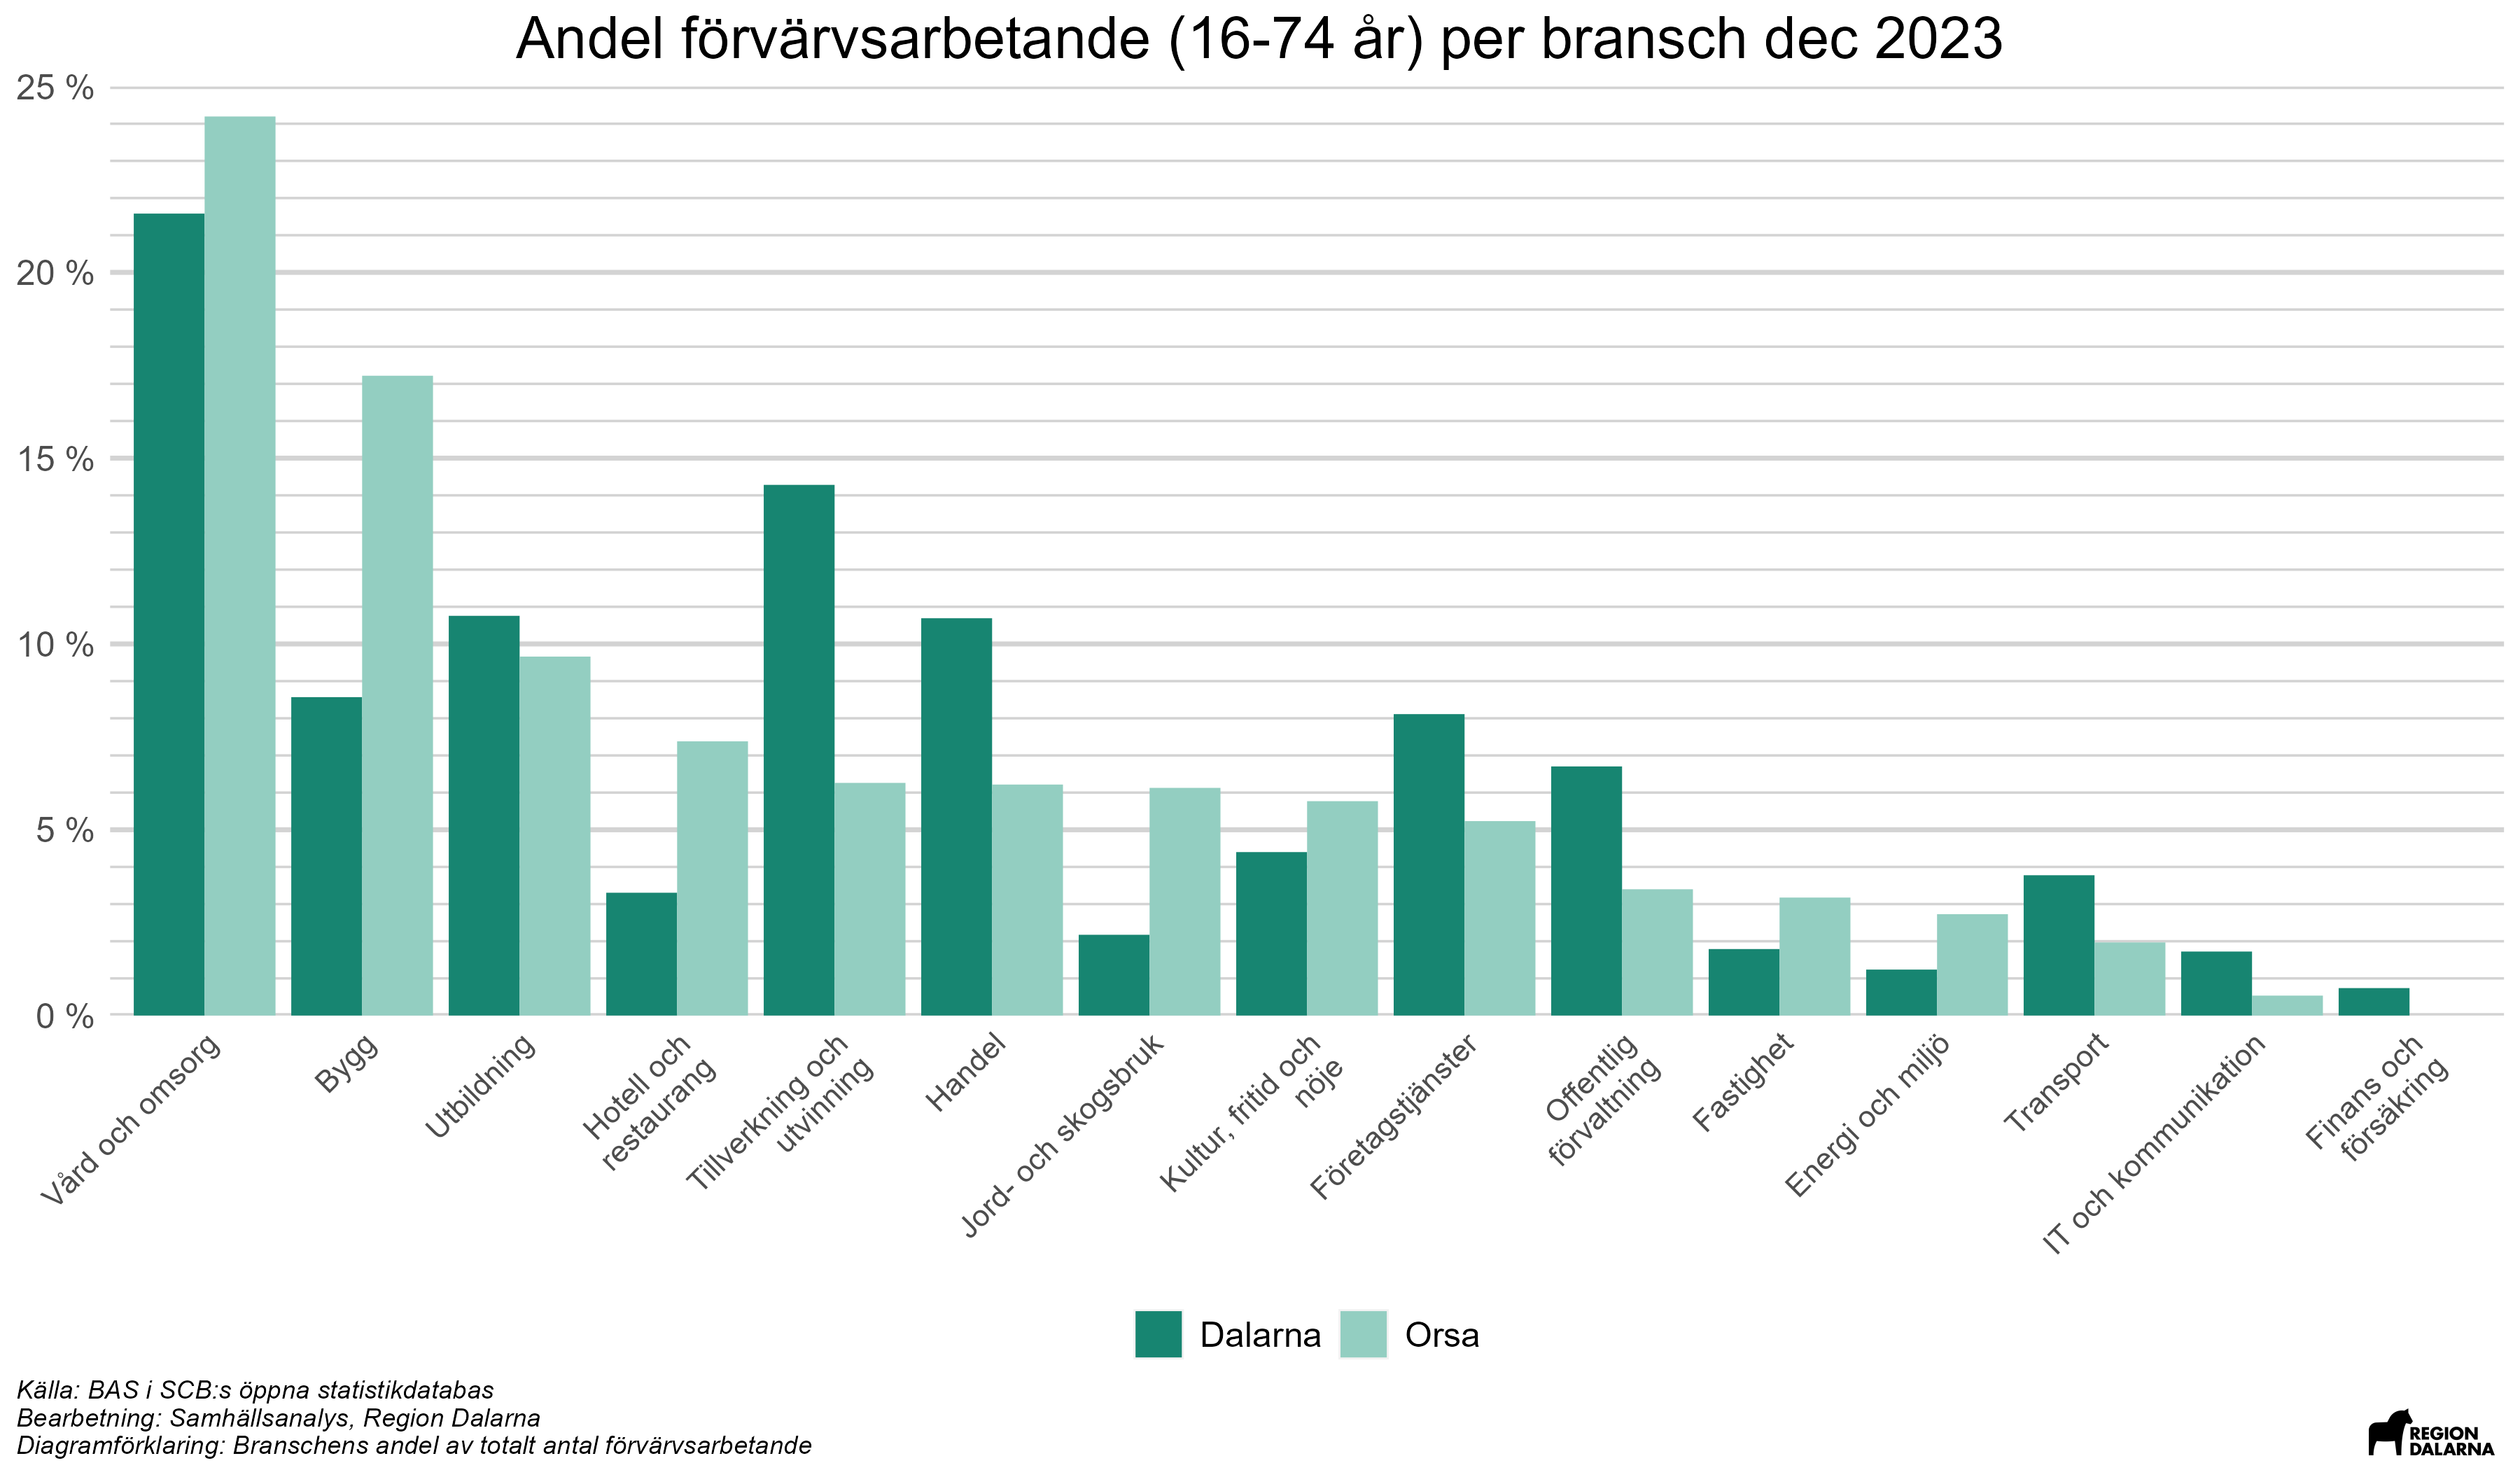 Andel förvärvsarbetande (16-74 år) per bransch dec 2023
25 %
20 %
15 %
10 %
5 %
0 %
Vård och omsorg
Bygg
Utbildning
Hotell och
restaurang
Tillverkning och
utvinning
Handel
Jord- och skogsbruk
Kultur, fritid och
nöje
Företagstjänster
Offentlig
förvaltning
Fastighet
Energi och miljö
Transport
IT och kommunikation
Finans och
försäkring
Dalarna
Orsa
Källa: BAS i SCB:s öppna statistikdatabas
Bearbetning: Samhällsanalys, Region Dalarna
Diagramförklaring: Branschens andel av totalt antal förvärvsarbetande
REGION
DALARNA